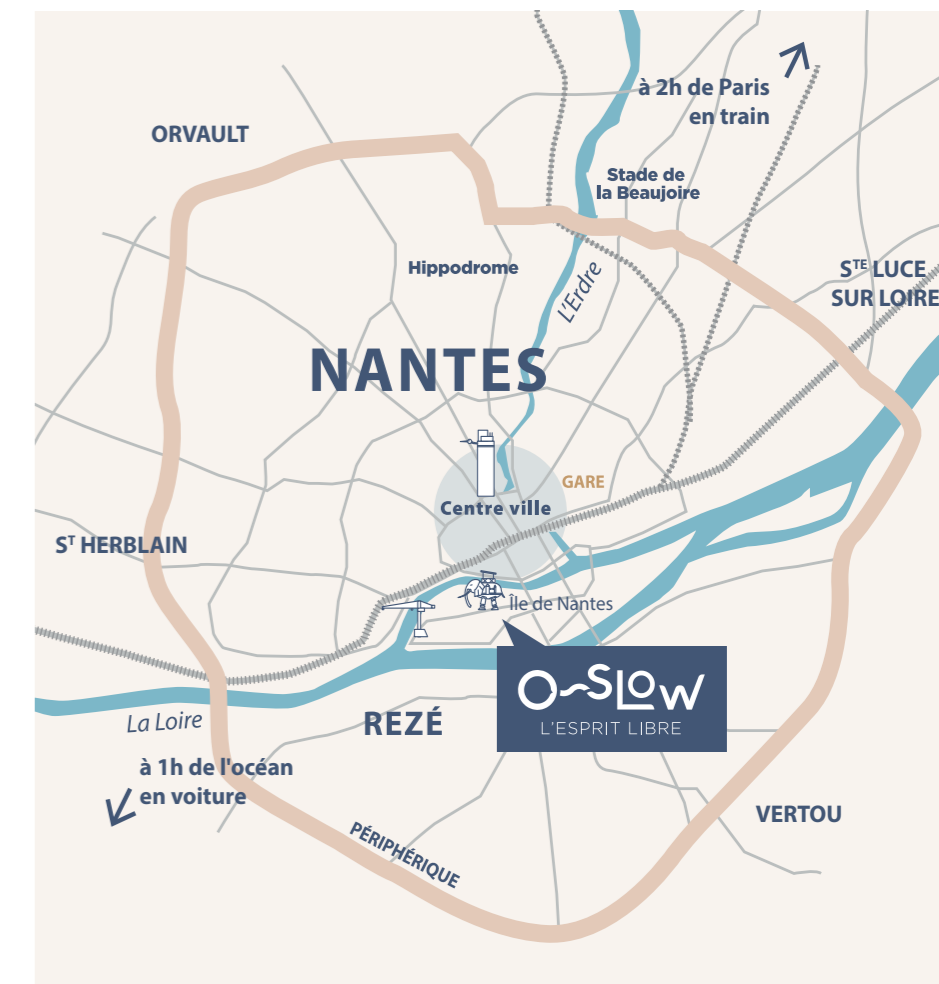 à 2h de Paris
en train
ORVAULT
Stade de
la Beaujoire
Hippodrome
L'Erdre
STE LUCE
SUR LOIRE
NANTES
GARE
Centre ville
ST HERBLAIN
Île de Nantes
O~SLOW
L'ESPRIT LIBRE
La Loire
REZÉ
à 1h de l'océan
en voiture
VERTOU
PÉRIPHÉRIQUE